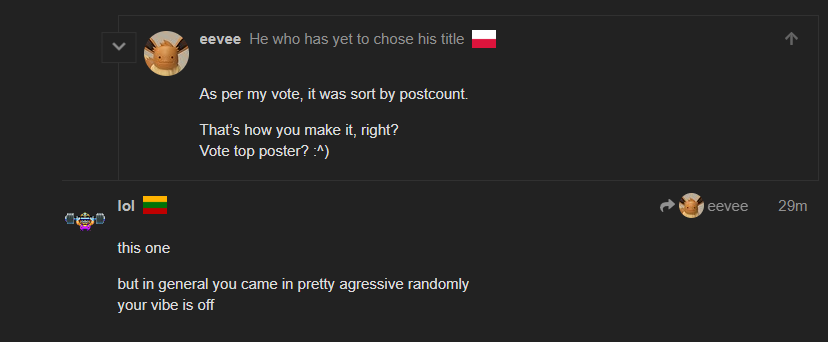 eevee He who has yet to chose his title
As per my vote, it was sort by postcount.
That's how you make it, right?
Vote top poster? :^)
lol
eevee 29m
this one
but in general you came in pretty agressive randomly
your vibe is off